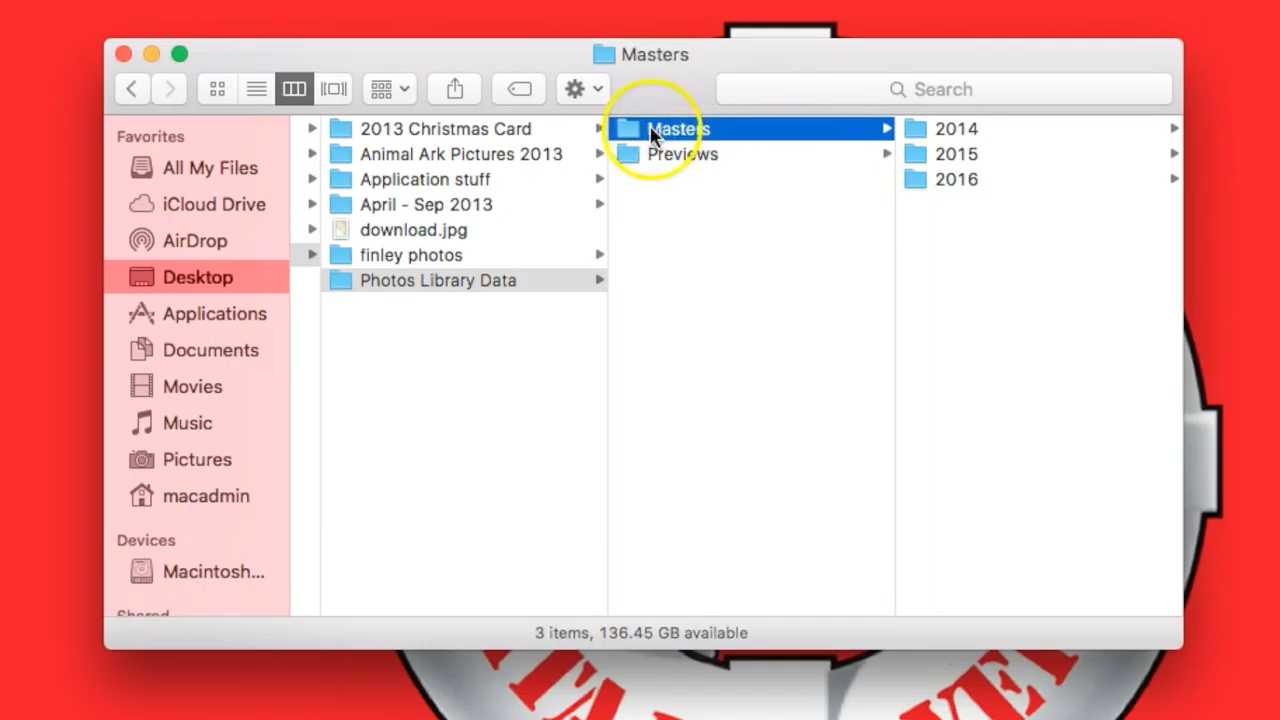 Masters
Search
Favorites
All My Files
iCloud Drive
AirDrop
Desktop
Applications
Documents
Movies
Music
Pictures
macadmin
Devices
Macintosh...
Shared
2013 Christmas Card
Animal Ark Pictures 2013
Application stuff
April - Sep 2013
download.jpg
finley photos
Photos Library Data
Masters
Previews
2014
2015
2016
3 items, 136.45 GB available